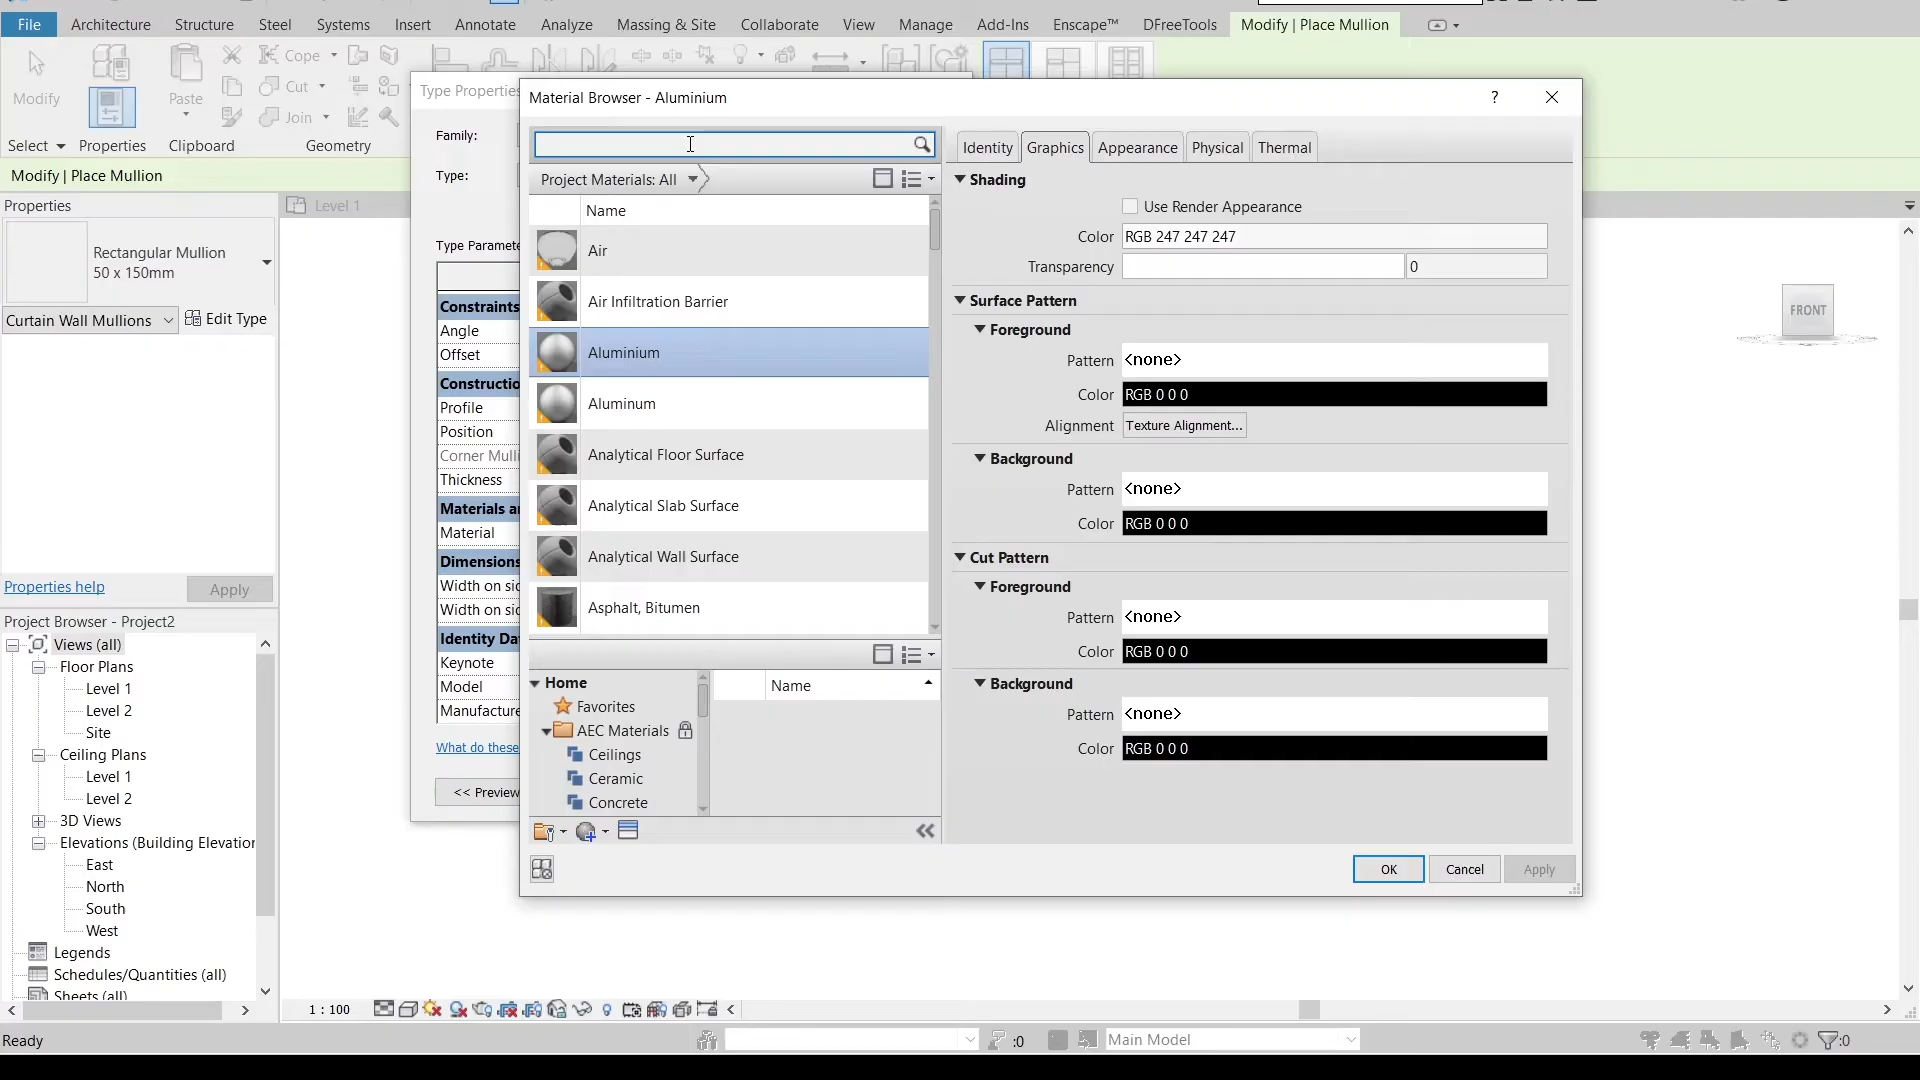 File Architecture Structure Steel Systems Insert Annotate Analyze Massing & Site Collaborate View Manage Add-Ins Enscape™ DFreeTools Modify | Place Mullion
Modify
Paste
Cope
Cut
Join
Select Properties Clipboard Geometry
Modify | Place Mullion
Properties
Rectangular Mullion
50 x 150mm
Curtain Wall Mullions
Edit Type
Properties help
Apply
Project Browser - Project2
Views (all)
Floor Plans
Level 1
Level 2
Site
Ceiling Plans
Level 1
Level 2
3D Views
Elevations (Building Elevation
East
North
South
West
Legends
Schedules/Quantities (all)
Sheets (all)
Level 1
Type Properties
Family:
Type:
Type Paramete
Constraints
Angle
Offset
Constructio
Profile
Position
Corner Mulli
Thickness
Materials a
Material
Dimensions
Width on sid
Width on sid
Identity Da
Keynote
Model
Manufacture
What do these
<< Preview
Material Browser - Aluminium
?
Project Materials: All
Name
Air
Air Infiltration Barrier
Aluminium
Aluminum
Analytical Floor Surface
Analytical Slab Surface
Analytical Wall Surface
Asphalt, Bitumen
Home
Favorites
AEC Materials
Ceilings
Ceramic
Concrete
Name
Identity Graphics Appearance Physical Thermal
Shading
Use Render Appearance
Color RGB 247 247 247
Transparency 0
Surface Pattern
Foreground
Pattern <none>
Color RGB 0 0 0
Alignment Texture Alignment...
Background
Pattern <none>
Color RGB 0 0 0
Cut Pattern
Foreground
Pattern <none>
Color RGB 0 0 0
Background
Pattern <none>
Color RGB 0 0 0
OK Cancel Apply
FRONT
1 : 100
Ready
:0
Main Model
:0